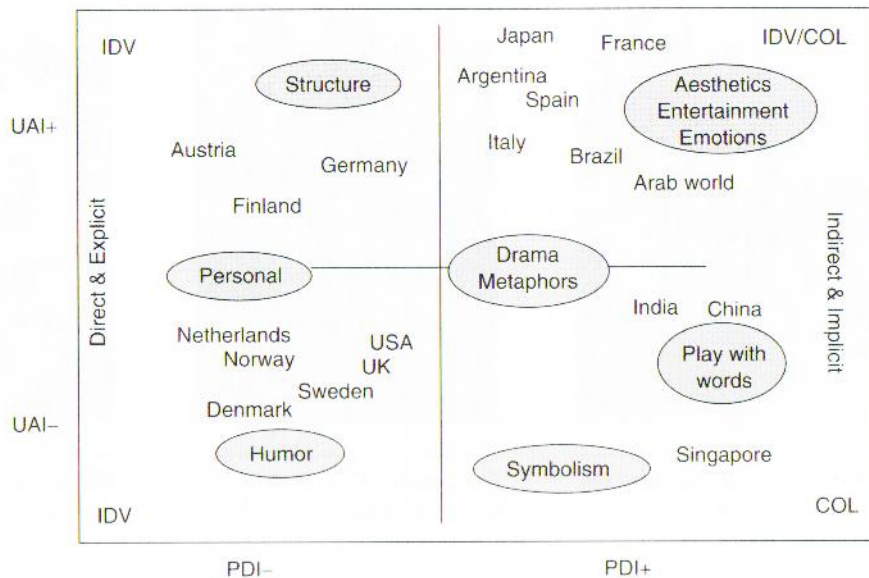 IDV
Japan
France
IDV/COL
Structure
Argentina
Spain
Aesthetics
Entertainment
Emotions
UAI+
Austria
Italy
Brazil
Germany
Arab world
Finland
Direct & Explicit
Personal
Drama
Metaphors
Indirect & Implicit
India
China
Netherlands
Norway
USA
UK
Play with
words
Sweden
Denmark
UAI–
Humor
Symbolism
Singapore
IDV
COL
PDI–
PDI+